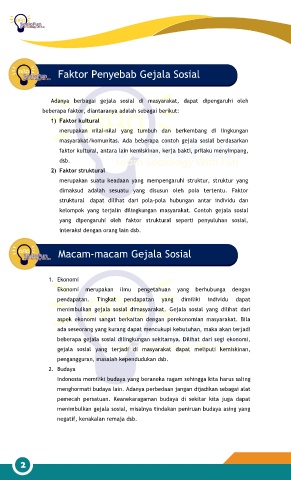 Faktor Penyebab Gejala Sosial
Adanya berbagai gejala sosial di masyarakat, dapat dipengaruhi oleh
beberapa faktor, diantaranya adalah sebagai berikut:
1) Faktor kultural
merupakan nilai-nilai yang tumbuh dan berkembang di lingkungan
masyarakat/komunitas. Ada beberapa contoh gejala sosial berdasarkan
faktor kultural, antara lain kemiskinan, kerja bakti, prilaku menyimpang,
dsb.
2) Faktor struktural
merupakan suatu keadaan yang mempengaruhi struktur, struktur yang
dimaksud adalah sesuatu yang disusun oleh pola tertentu. Faktor
struktural dapat dilihat dari pola-pola hubungan antar individu dan
kelompok yang terjalin dilingkungan masyarakat. Contoh gejala sosial
yang dipengaruhi oleh faktor struktural seperti penyuluhan sosial,
interaksi dengan orang lain dsb.
Macam-macam Gejala Sosial
1. Ekonomi
Ekonomi merupakan ilmu pengetahuan yang berhubungan dengan
pendapatan. Tingkat pendapatan yang dimiliki individu dapat
menimbulkan gejala sosial dimasyarakat. Gejala sosial yang dilihat dari
aspek ekonomi sangat berkaitan dengan perekonomian masyarakat. Bila
ada seseorang yang kurang dapat mencukupi kebutuhan, maka akan terjadi
beberapa gejala sosial dilingkungan sekitarnya. Dilihat dari segi ekonomi,
gejala sosial yang terjadi di masyarakat dapat meliputi kemiskinan,
pengangguran, masalah kependudukan dsb.
2. Budaya
Indonesia memiliki budaya yang beraneka ragam sehingga kita harus saling
menghormati budaya lain. Adanya perbedaan jangan dijadikan sebagai alat
pemecah persatuan. Keanekaragaman budaya di sekitar kita juga dapat
menimbulkan gejala sosial, misalnya tindakan peniruan budaya asing yang
negatif, kenakalan remaja dsb.
2